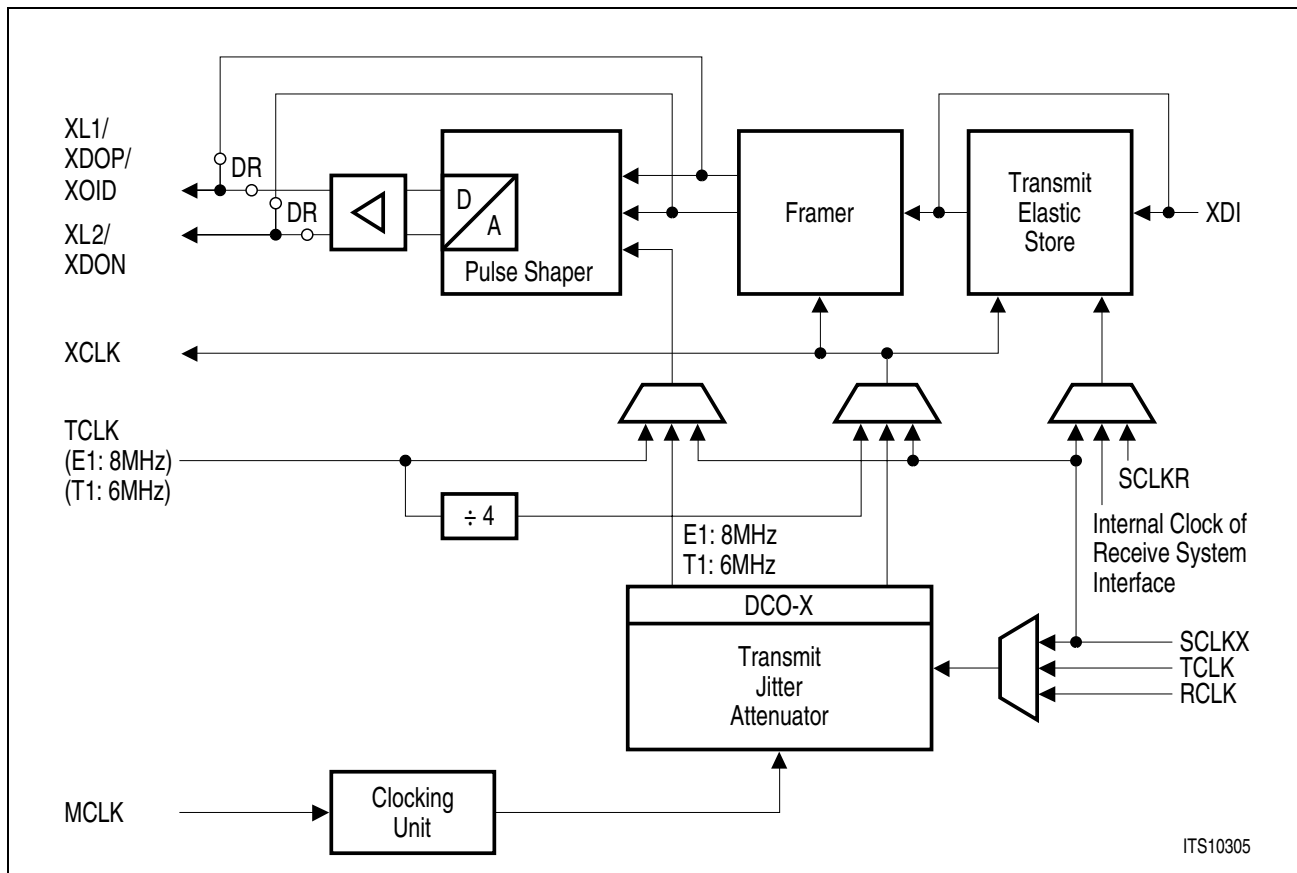 XL1/
XDOP/
XOID
DR
XL2/
XDON
DR
D
A
Pulse Shaper
Framer
Transmit
Elastic
Store
XDI
XCLK
TCLK
(E1: 8MHz)
(T1: 6MHz)
÷ 4
E1: 8MHz
T1: 6MHz
SCLKR
Internal Clock of
Receive System
Interface
DCO-X
Transmit
Jitter
Attenuator
SCLKX
TCLK
RCLK
MCLK
Clocking
Unit
ITS10305